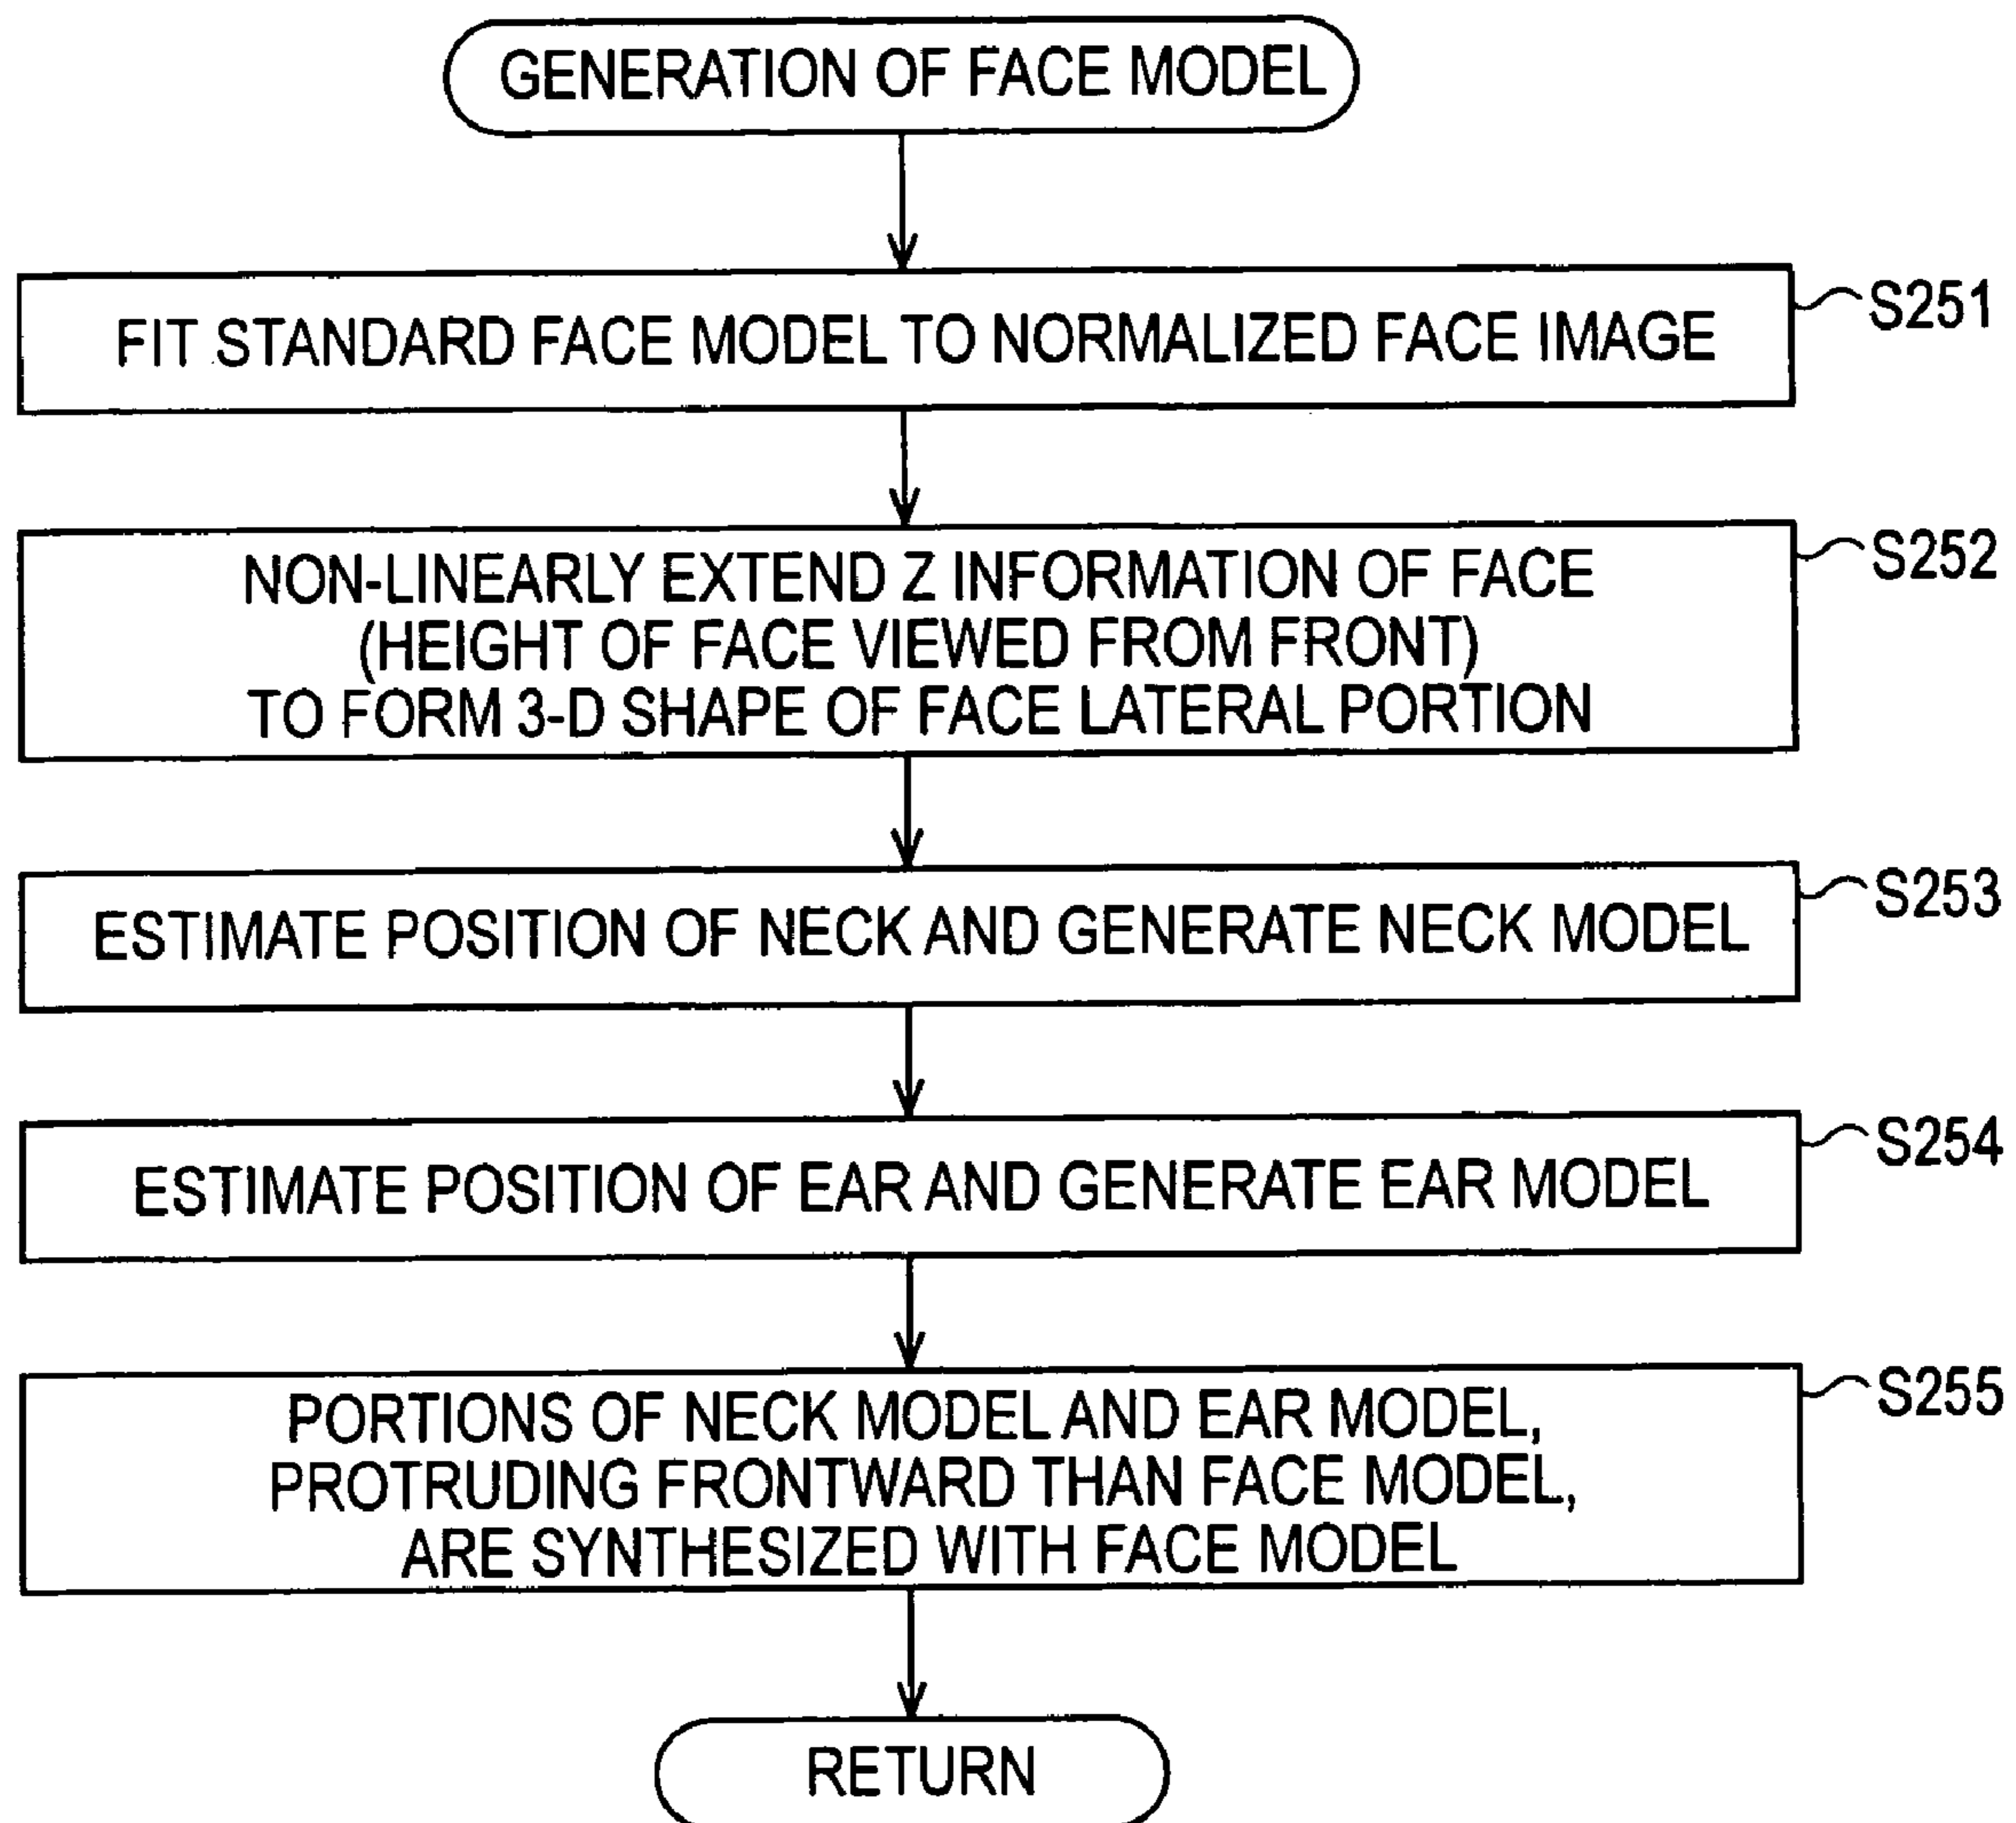 GENERATION OF FACE MODEL
FIT STANDARD FACE MODEL TO NORMALIZED FACE IMAGE
S251
NON-LINEARLY EXTEND Z INFORMATION OF FACE
(HEIGHT OF FACE VIEWED FROM FRONT)
TO FORM 3-D SHAPE OF FACE LATERAL PORTION
S252
ESTIMATE POSITION OF NECK AND GENERATE NECK MODEL
S253
ESTIMATE POSITION OF EAR AND GENERATE EAR MODEL
S254
PORTIONS OF NECK MODEL AND EAR MODEL,
PROTRUDING FRONTWARD THAN FACE MODEL,
ARE SYNTHESIZED WITH FACE MODEL
S255
RETURN